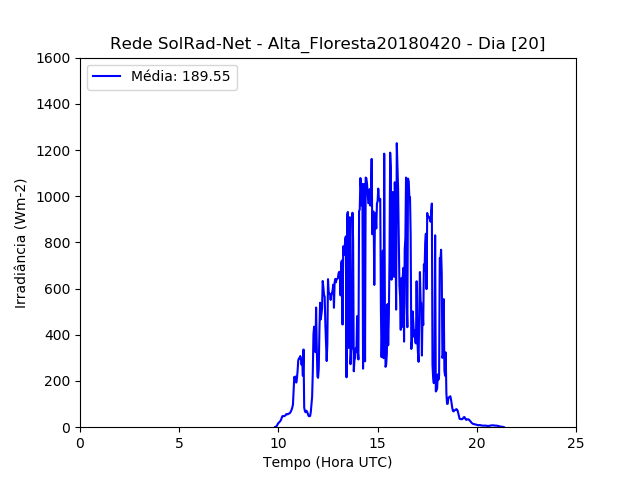 Rede SolRad-Net - Alta_Floresta20180420 - Dia [20]
Média: 189.55
1600
1400
1200
1000
800
600
400
200
0
Irradiância (Wm-2)
0 5 10 15 20 25
Tempo (Hora UTC)